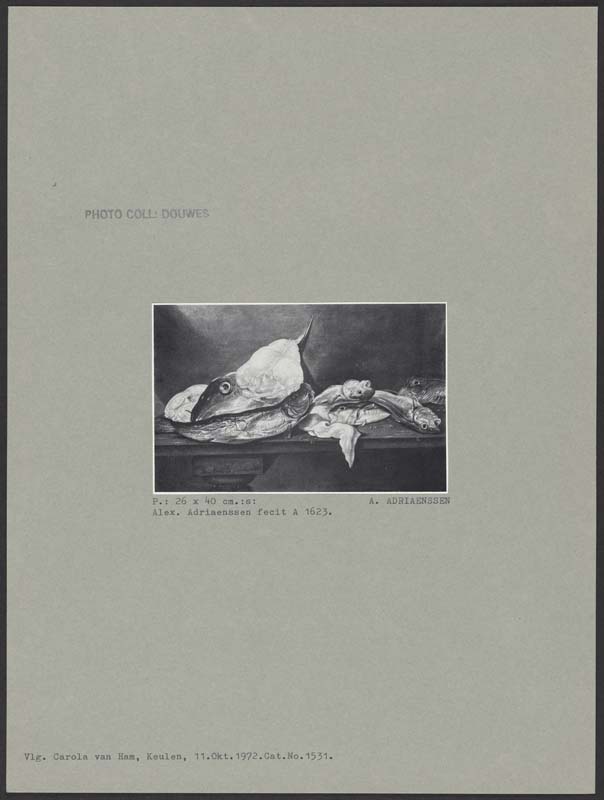 PHOTO COLL: DOUWES
P.: 26 x 40 cm.:s: A. ADRIAENSSEN
Alex. Adriaenssen fecit A 1623.
Vlg. Carola van Ham, Keulen, 11.Okt.1972.Cat.No.1531.